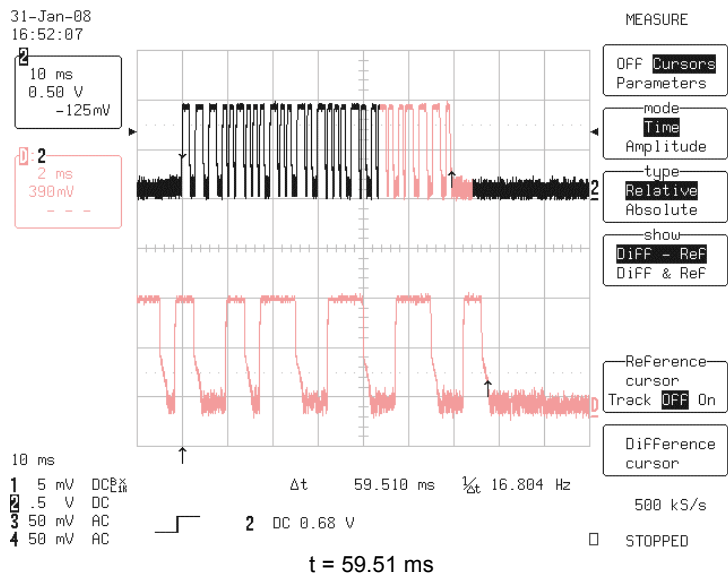 31-Jan-08
16:52:07
2
10 ms
0.50 V
-125mV
D:2
2 ms
390mV
- - -
2
D
MEASURE
OFF Cursors
Parameters
mode
Time
Amplitude
type
Relative
Absolute
show
Diff - Ref
Diff & Ref
Reference
cursor
Track OFF On
Difference
cursor
10 ms
1 5 mV DC
2 .5 V DC
3 50 mV AC
4 50 mV AC
Δt 59.510 ms 1/Δt 16.804 Hz
2 DC 0.68 V
500 kS/s
STOPPED
t = 59.51 ms